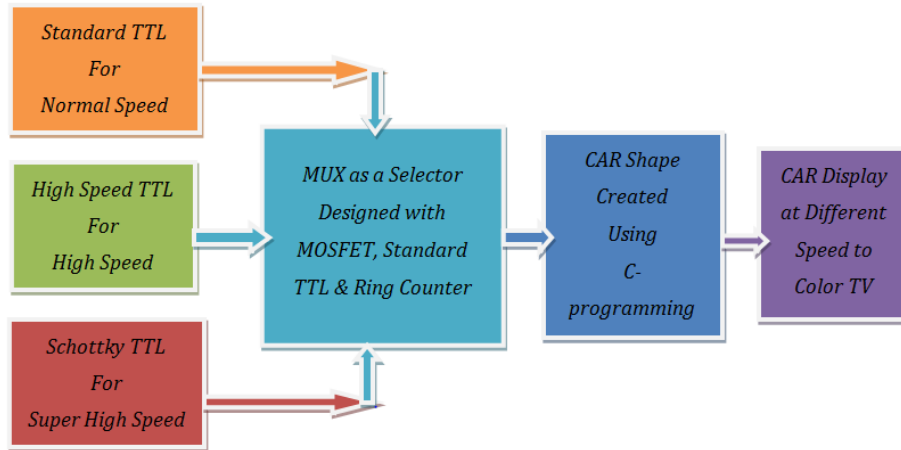 Standard TTL
For
Normal Speed
High Speed TTL
For
High Speed
Schottky TTL
For
Super High Speed
MUX as a Selector
Designed with
MOSFET, Standard
TTL & Ring Counter
CAR Shape
Created
Using
C-
programming
CAR Display
at Different
Speed to
Color TV